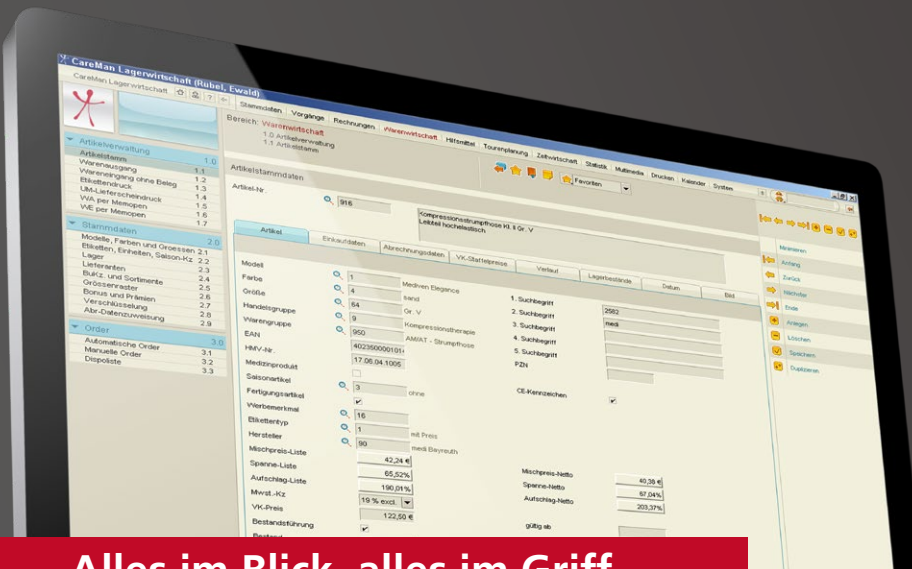 CareMan Lagerwirtschaft (Rubel, Ewald)
CareMan Lagerwirtschaft
Stammdaten Vorgänge Rechnungen Warenwirtschaft Hilfsmittel Tourenplanung Zeitwirtschaft Statistik Multimedia Drucken Kalender System
Bereich: Warenwirtschaft
1.0 Artikelverwaltung
1.1 Artikelstamm
Favoriten
Artikelverwaltung 1.0
Artikelstamm 1.1
Warenausgang 1.2
Wareneingang ohne Beleg 1.3
Etikettendruck 1.4
UM-Lieferscheindruck 1.5
WA per Memopen 1.6
WE per Memopen 1.7
Stammdaten 2.0
Modelle, Farben und Groessen 2.1
Etiketten, Einheiten, Saison-Kz 2.2
Lager 2.3
Lieferanten 2.4
BuKz. und Sortimente 2.5
Grössenraster 2.6
Bonus und Prämien 2.7
Verschlüsselung 2.8
Abr-Datenzuweisung 2.9
Order 3.0
Automatische Order 3.1
Manuelle Order 3.2
Dispoliste 3.3
Artikelstammdaten
Artikel-Nr. 916
Kompressionsstrumpfhose Kl. II Gr. V
Leibteil hochelastisch
Artikel Einkaufdaten Abrechnungsdaten VK-Staffelpreise Verlauf Lagerbestände Datum Bild
Modell 1 Mediven Elegance
Farbe 4 sand
Größe 64 Gr. V
Handelsgruppe 9 Kompressionstherapie
Warengruppe 950 AM/AT - Strumpfhose
EAN 402350001014
HMV-Nr. 17.06.04.1006
Medizinprodukt
Saisonartikel 3 ohne
Fertigungsartikel
Werbemerkmal 16
Etikettentyp 1 mit Preis
Hersteller 90 medi Bayreuth
Mischpreis-Liste 42,24 €
Spanne-Liste 65,52%
Aufschlag-Liste 190,01%
Mwst.-Kz 19 % excl.
VK-Preis 122,50 €
Bestandsführung
1. Suchbegriff 2582
2. Suchbegriff medi
3. Suchbegriff
4. Suchbegriff
5. Suchbegriff
PZN
CE-Kennzeichen
Mischpreis-Netto 40,38 €
Spanne-Netto 67,04%
Aufschlag-Netto 203,37%
gültig ab
Minimieren
Anfang
Zurück
Nächster
Ende
Anlegen
Löschen
Speichern
Duplizieren
Alles im Blick, alles im Griff